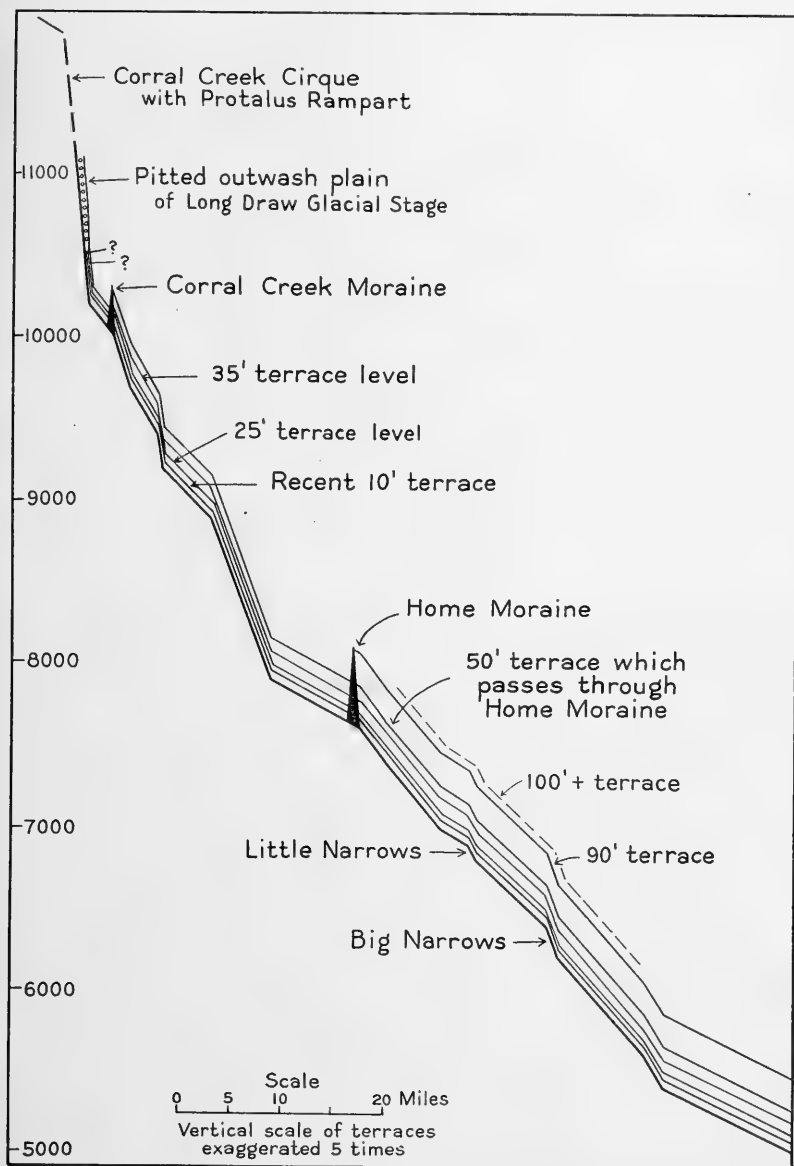 Corral Creek Cirque
with Protalus Rampart
11000
Pitted outwash plain
of Long Draw Glacial Stage
?
?
Corral Creek Moraine
10000
35' terrace level
25' terrace level
Recent 10' terrace
9000
Home Moraine
8000
50' terrace which
passes through
Home Moraine
100'+ terrace
7000
Little Narrows
90' terrace
Big Narrows
6000
Scale
0 5 10 20 Miles
Vertical scale of terraces
exaggerated 5 times
5000